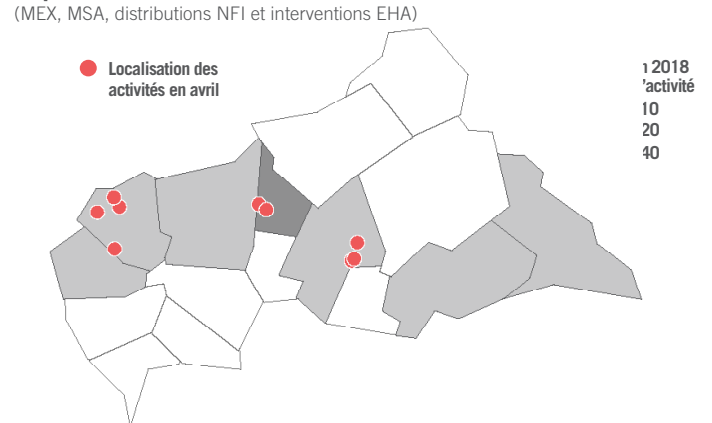 (MEX, MSA, distributions NFI et interventions EHA)
Localisation des
activités en avril
2018
'activité
10
20
40